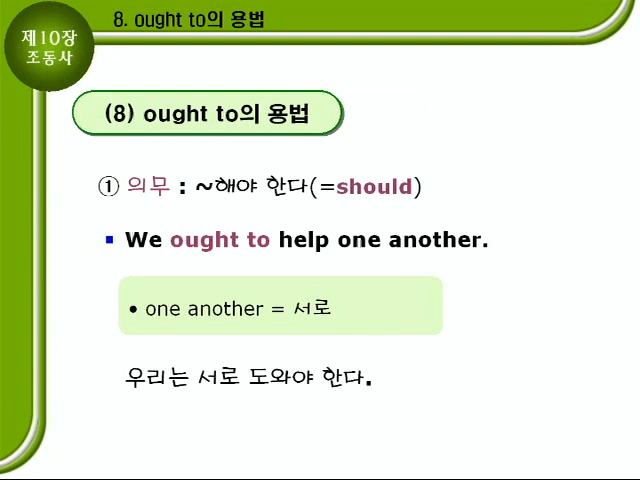 8. ought to의 용법
제10장
조동사
(8) ought to의 용법
① 의무 : ~해야 한다(=should)
▪ We ought to help one another.
• one another = 서로
우리는 서로 도와야 한다.